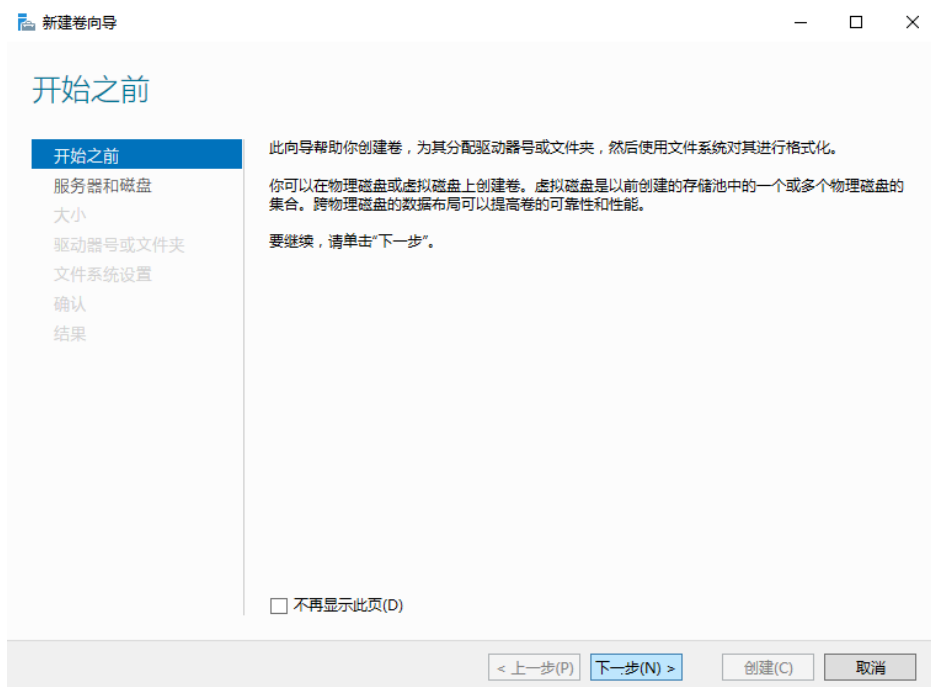 新建卷向导
开始之前
开始之前
服务器和磁盘
大小
驱动器号或文件夹
文件系统设置
确认
结果
此向导帮助你创建卷，为其分配驱动器号或文件夹，然后使用文件系统对其进行格式化。
你可以在物理磁盘或虚拟磁盘上创建卷。虚拟磁盘是以前创建的存储池中的一个或多个物理磁盘的
集合。跨物理磁盘的数据布局可以提高卷的可靠性和性能。
要继续，请单击“下一步”。
不再显示此页(D)
< 上一步(P) 下一步(N) > 创建(C) 取消